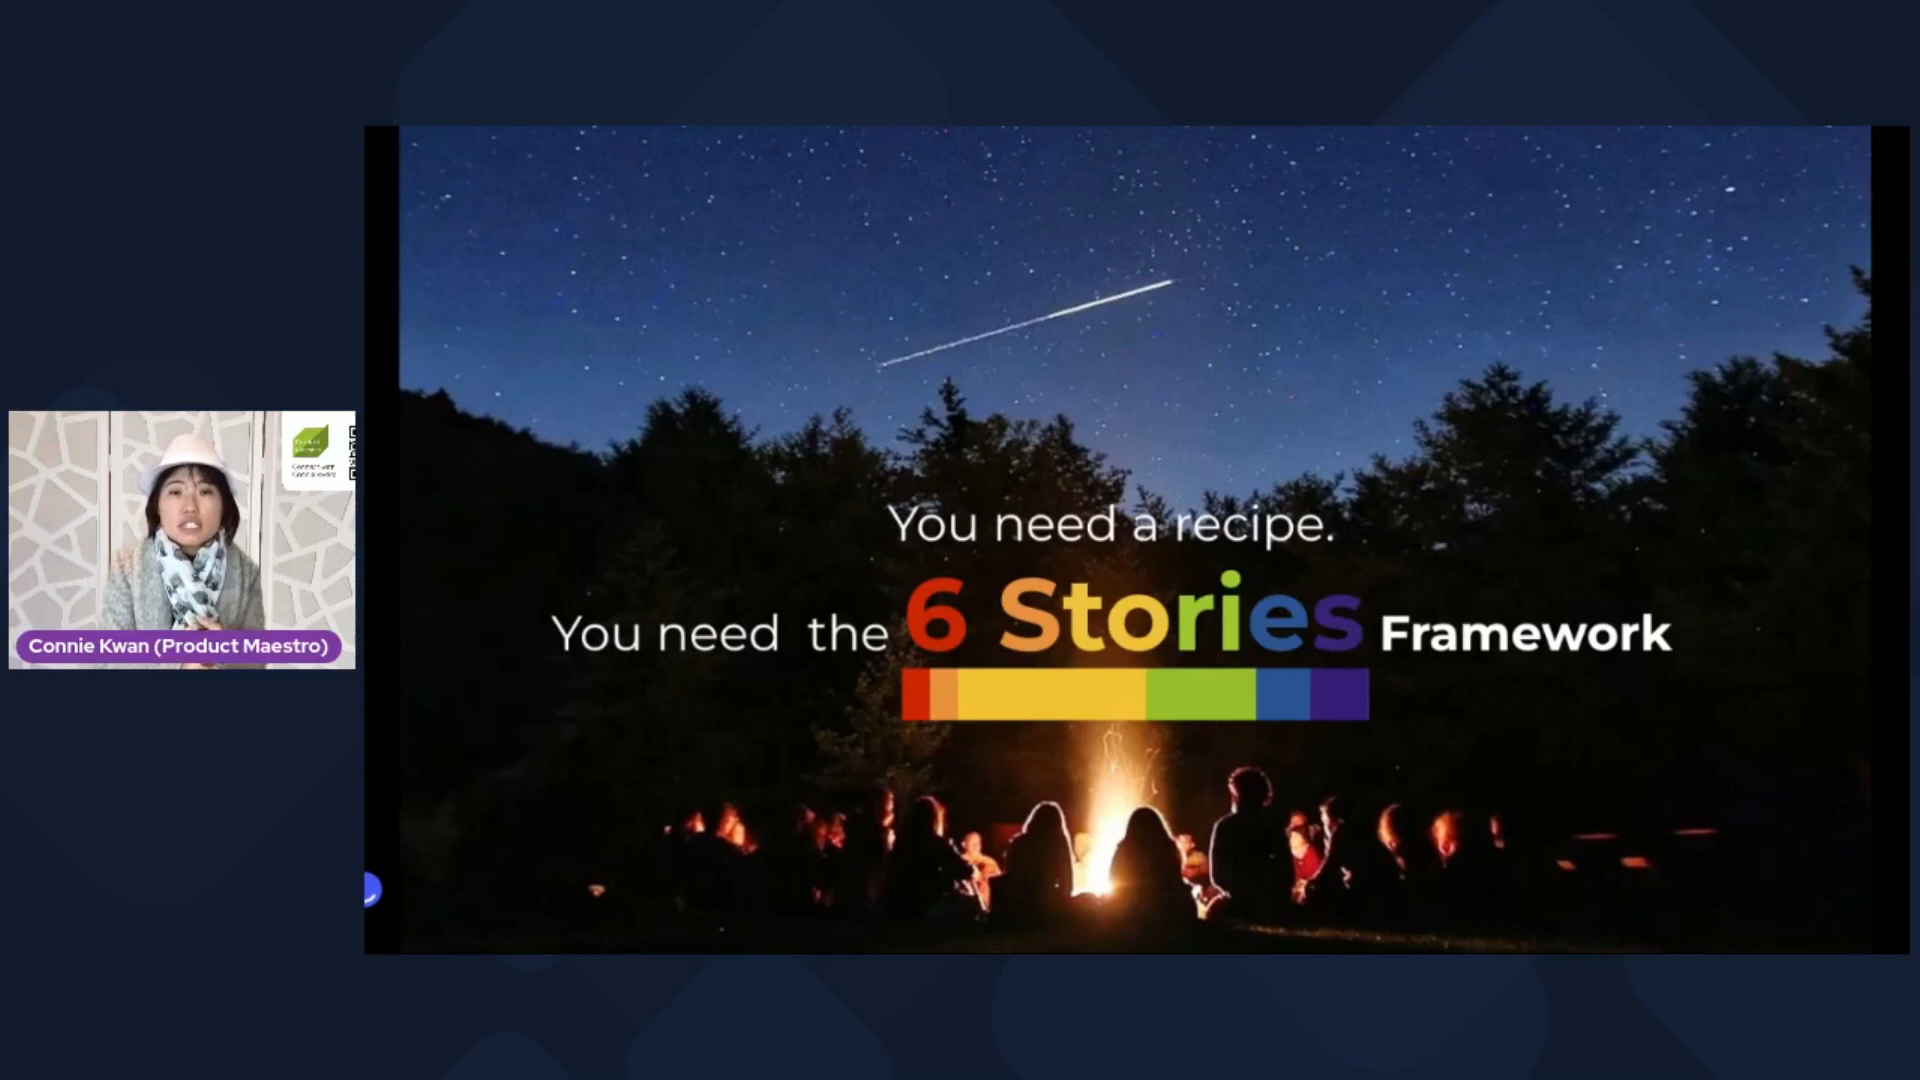 You need a recipe.
You need the 6 Stories Framework
Connie Kwan (Product Maestro)